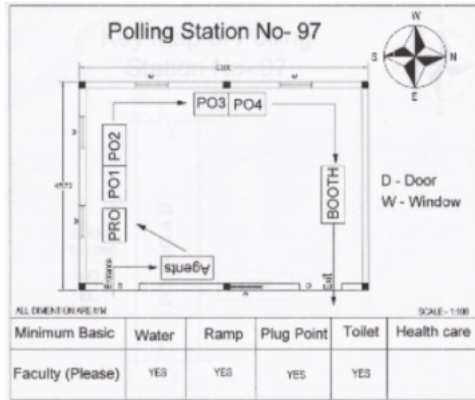 Polling Station No- 97
W
S
N
E
W
W
PO3 PO4
PO2
PO1
PRO
BOOTH
Agents
D - Door
W - Window
W
W
D
W
D
Exit
ALL DIMENTION ARE IN M
SCALE:- 1:100
Minimum Basic Water Ramp Plug Point Toilet Health care
Faculty (Please) YES YES YES YES